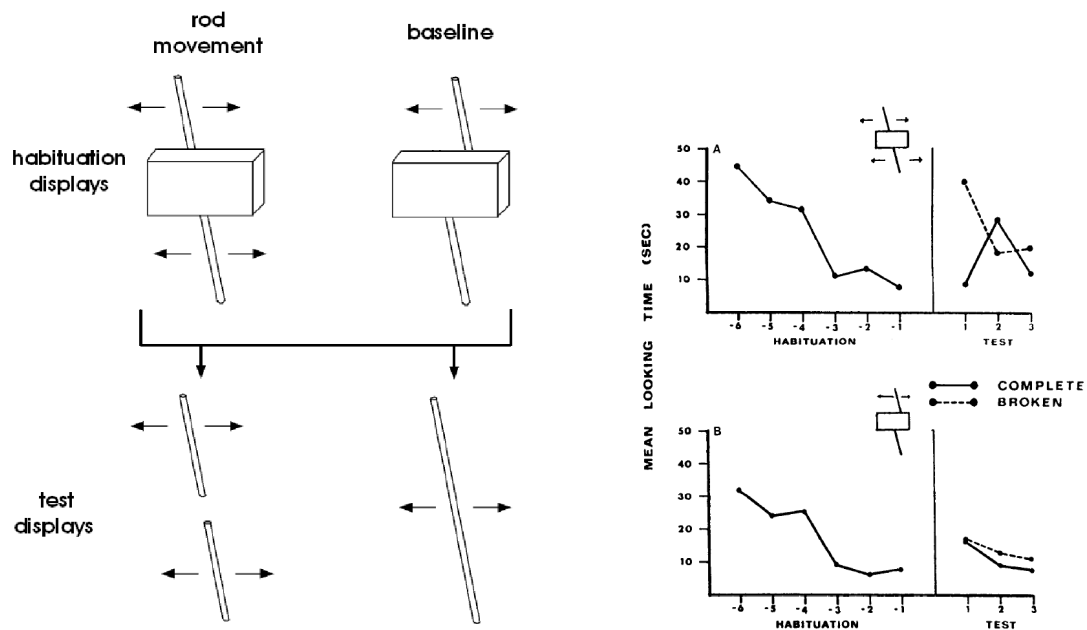 rod
movement
baseline
habituation
displays
test
displays
MEAN LOOKING TIME (SEC)
A
50
40
30
20
10
-6 -5 -4 -3 -2 -1
HABITUATION
1 2 3
TEST
COMPLETE
BROKEN
B
50
40
30
20
10
-6 -5 -4 -3 -2 -1
HABITUATION
1 2 3
TEST